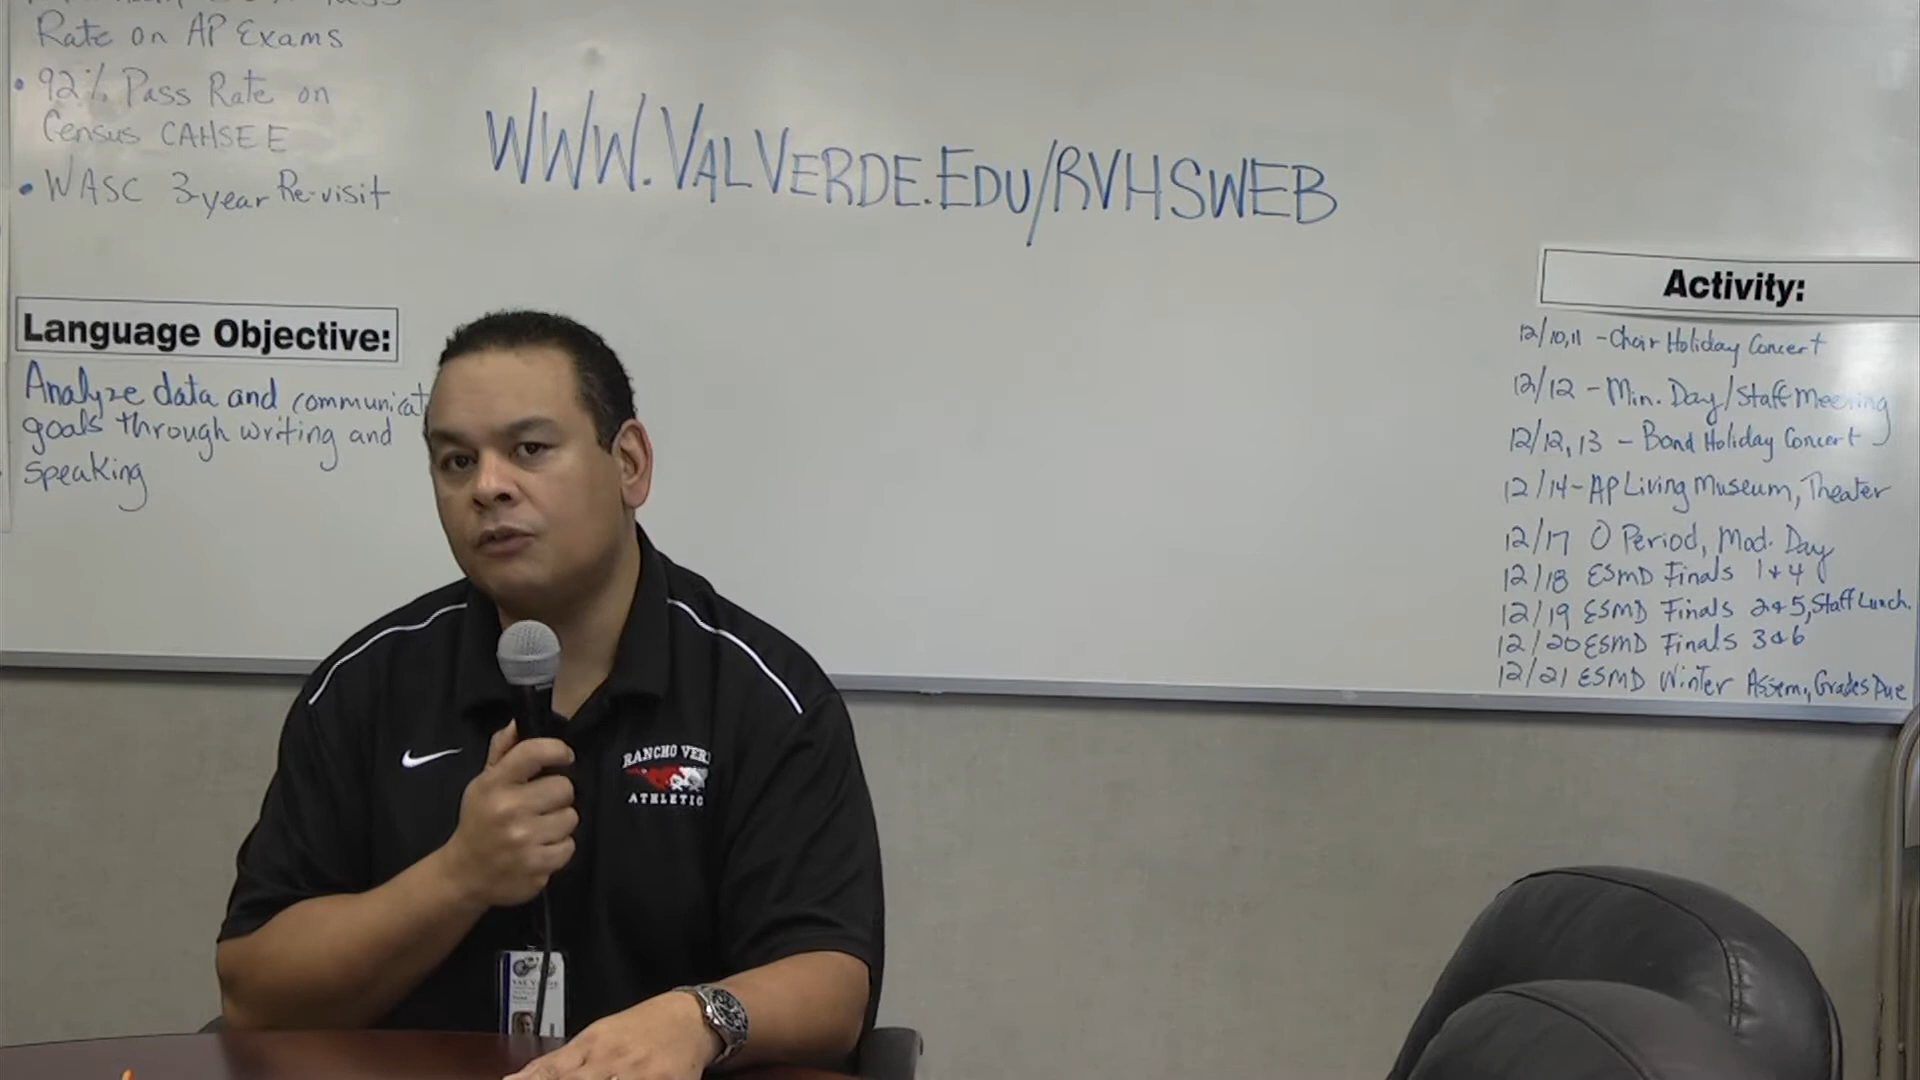 Rate on AP Exams
• 92% Pass Rate on
Census CAHSEE
• WASC 3-year Re-visit
WWW.VALVERDE.EDU/RVHSWEB
Language Objective:
Analyze data and communicat
goals through writing and
speaking
Activity:
12/10,11 - Choir Holiday Concert
12/12 - Min. Day/Staff Meeting
12/12, 13 - Band Holiday Concert
12/14 - AP Living Museum, Theater
12/17 O Period, Mod. Day
12/18 ESMD Finals 1+4
12/19 ESMD Finals 2+5, Staff Lunch.
12/20 ESMD Finals 3+6
12/21 ESMD Winter Assem., Grades Due
RANCHO VER
ATHLETIC